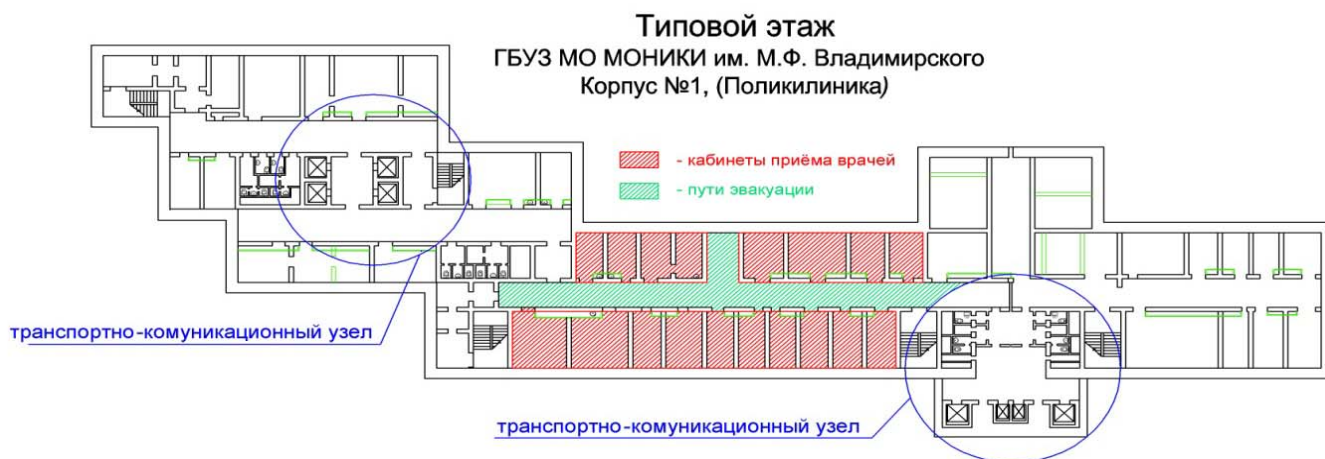 Типовой этаж
ГБУЗ МО МОНИКИ им. М.Ф. Владимирского
Корпус №1, (Поликилиника)
- кабинеты приёма врачей
- пути эвакуации
транспортно-комуникационный узел
транспортно-комуникационный узел